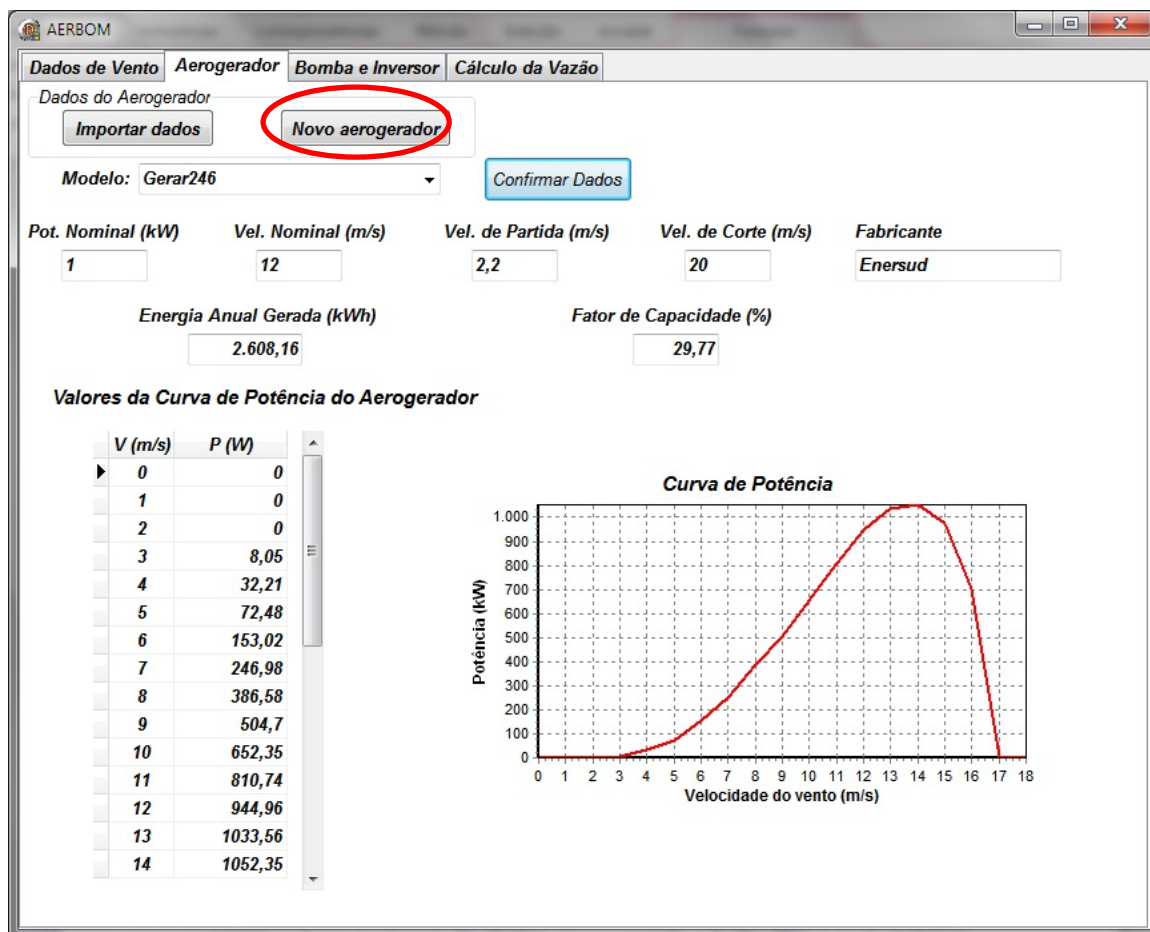 AERBOM
Dados de Vento Aerogerador Bomba e Inversor Cálculo da Vazão
Dados do Aerogerador
Importar dados Novo aerogerador
Modelo: Gerar246 Confirmar Dados
Pot. Nominal (kW) Vel. Nominal (m/s) Vel. de Partida (m/s) Vel. de Corte (m/s) Fabricante
1 12 2,2 20 Enersud
Energia Anual Gerada (kWh) Fator de Capacidade (%)
2.608,16 29,77
Valores da Curva de Potência do Aerogerador
V (m/s) P (W)
0 0
1 0
2 0
3 8,05
4 32,21
5 72,48
6 153,02
7 246,98
8 386,58
9 504,7
10 652,35
11 810,74
12 944,96
13 1033,56
14 1052,35
Curva de Potência
Potência (kW)
1.000
900
800
700
600
500
400
300
200
100
0
0 1 2 3 4 5 6 7 8 9 10 11 12 13 14 15 16 17 18
Velocidade do vento (m/s)